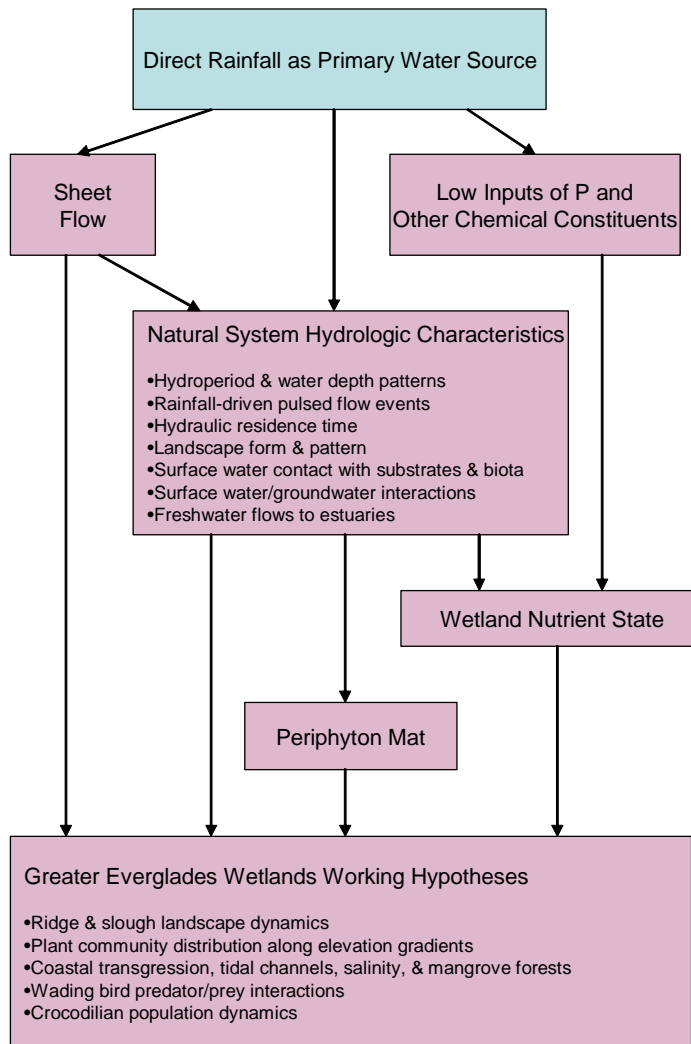 Direct Rainfall as Primary Water Source
Sheet
Flow
Low Inputs of P and
Other Chemical Constituents
Natural System Hydrologic Characteristics
•Hydroperiod & water depth patterns
•Rainfall-driven pulsed flow events
•Hydraulic residence time
•Landscape form & pattern
•Surface water contact with substrates & biota
•Surface water/groundwater interactions
•Freshwater flows to estuaries
Wetland Nutrient State
Periphyton Mat
Greater Everglades Wetlands Working Hypotheses
•Ridge & slough landscape dynamics
•Plant community distribution along elevation gradients
•Coastal transgression, tidal channels, salinity, & mangrove forests
•Wading bird predator/prey interactions
•Crocodilian population dynamics